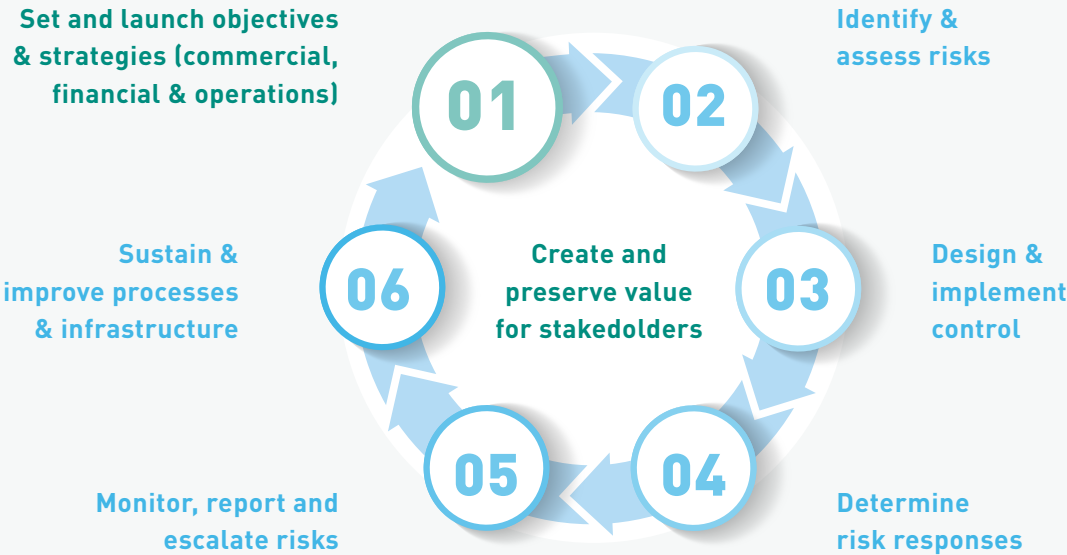 Set and launch objectives
& strategies (commercial,
financial & operations)
01
02
Identify &
assess risks
03
Design &
implement
control
04
Determine
risk responses
05
Monitor, report and
escalate risks
06
Sustain &
improve processes
& infrastructure
Create and
preserve value
for stakedolders